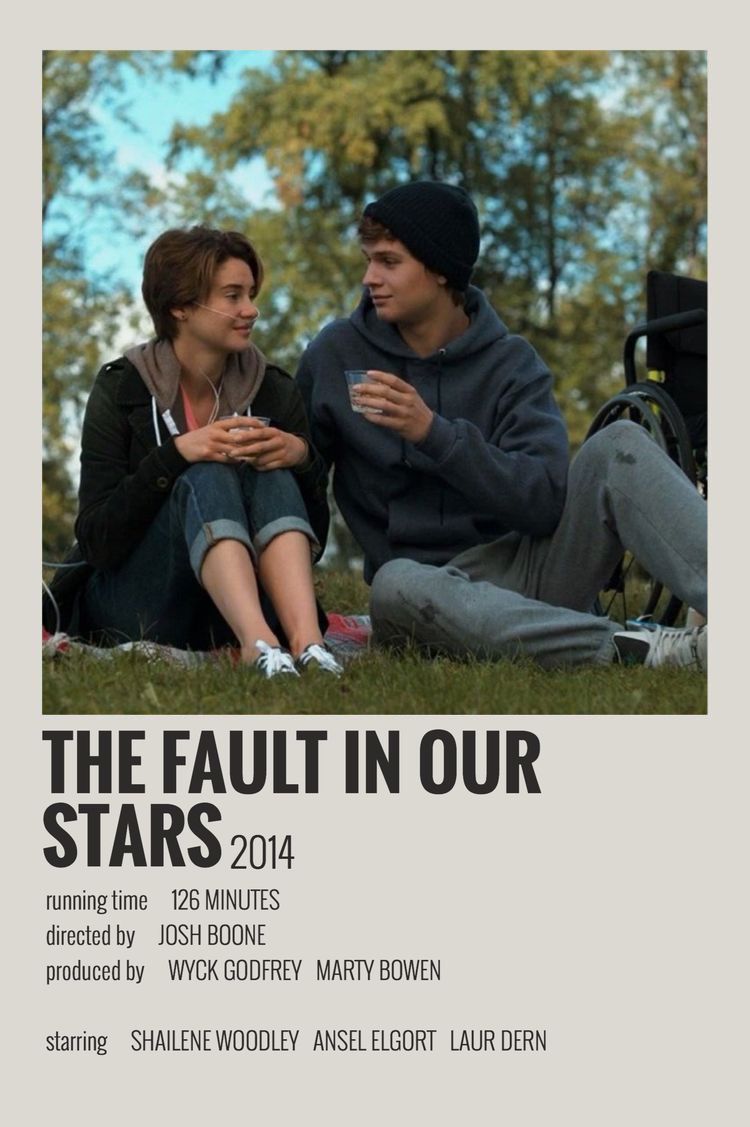 THE FAULT IN OUR
STARS 2014
running time 126 MINUTES
directed by JOSH BOONE
produced by WYCK GODFREY MARTY BOWEN
starring SHAILENE WOODLEY ANSEL ELGORT LAUR DERN